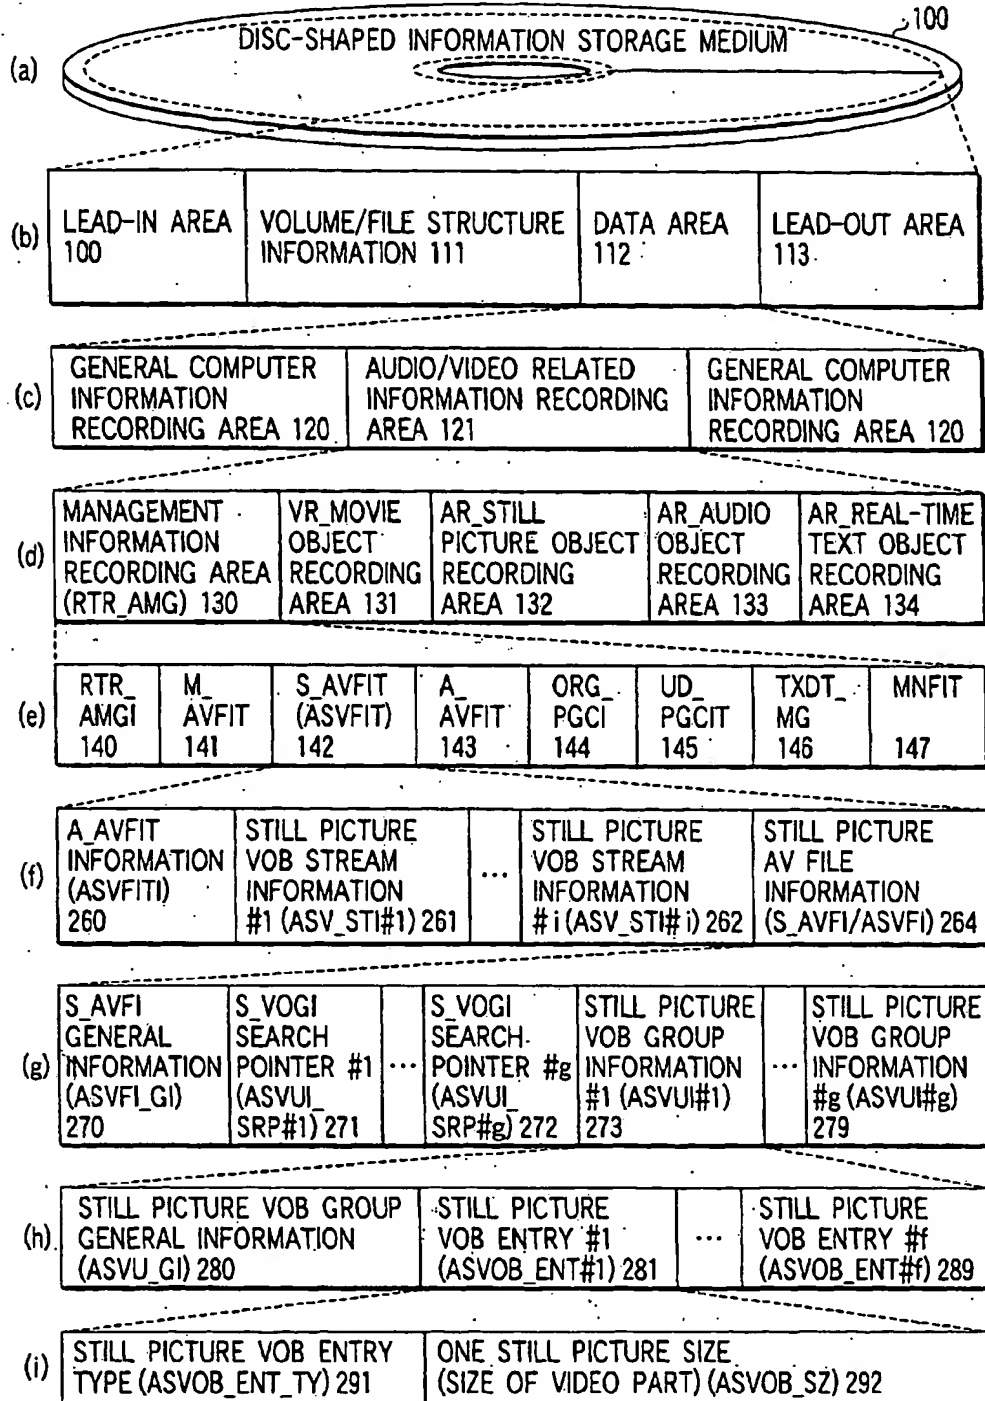 100
DISC-SHAPED INFORMATION STORAGE MEDIUM
(a)
(b)
LEAD-IN AREA
100
VOLUME/FILE STRUCTURE
INFORMATION 111
DATA AREA
112
LEAD-OUT AREA
113
(c)
GENERAL COMPUTER
INFORMATION
RECORDING AREA 120
AUDIO/VIDEO RELATED
INFORMATION RECORDING
AREA 121
GENERAL COMPUTER
INFORMATION
RECORDING AREA 120
(d)
MANAGEMENT
INFORMATION
RECORDING AREA
(RTR_AMG) 130
VR_MOVIE
OBJECT
RECORDING
AREA 131
AR_STILL
PICTURE OBJECT
RECORDING
AREA 132
AR_AUDIO
OBJECT
RECORDING
AREA 133
AR_REAL-TIME
TEXT OBJECT
RECORDING
AREA 134
(e)
RTR_
AMGI
140
M_
AVFIT
141
S_AVFIT
(ASVFIT)
142
A_
AVFIT
143
ORG_
PGCI
144
UD_
PGCIT
145
TXDT_
MG
146
MNFIT
147
(f)
A_AVFIT
INFORMATION
(ASVFITI)
260
STILL PICTURE
VOB STREAM
INFORMATION
#1 (ASV_STI#1) 261
...
STILL PICTURE
VOB STREAM
INFORMATION
#i (ASV_STI#i) 262
STILL PICTURE
AV FILE
INFORMATION
(S_AVFI/ASVFI) 264
(g)
S_AVFI
GENERAL
INFORMATION
(ASVFI_GI)
270
S_VOGI
SEARCH
POINTER #1
(ASVUI_
SRP#1) 271
...
S_VOGI
SEARCH
POINTER #g
(ASVUI_
SRP#g) 272
STILL PICTURE
VOB GROUP
INFORMATION
#1 (ASVUI#1)
273
...
STILL PICTURE
VOB GROUP
INFORMATION
#g (ASVUI#g)
279
(h)
STILL PICTURE VOB GROUP
GENERAL INFORMATION
(ASVU_GI) 280
STILL PICTURE
VOB ENTRY #1
(ASVOB_ENT#1) 281
...
STILL PICTURE
VOB ENTRY #f
(ASVOB_ENT#f) 289
(i)
STILL PICTURE VOB ENTRY
TYPE (ASVOB_ENT_TY) 291
ONE STILL PICTURE SIZE
(SIZE OF VIDEO PART) (ASVOB_SZ) 292